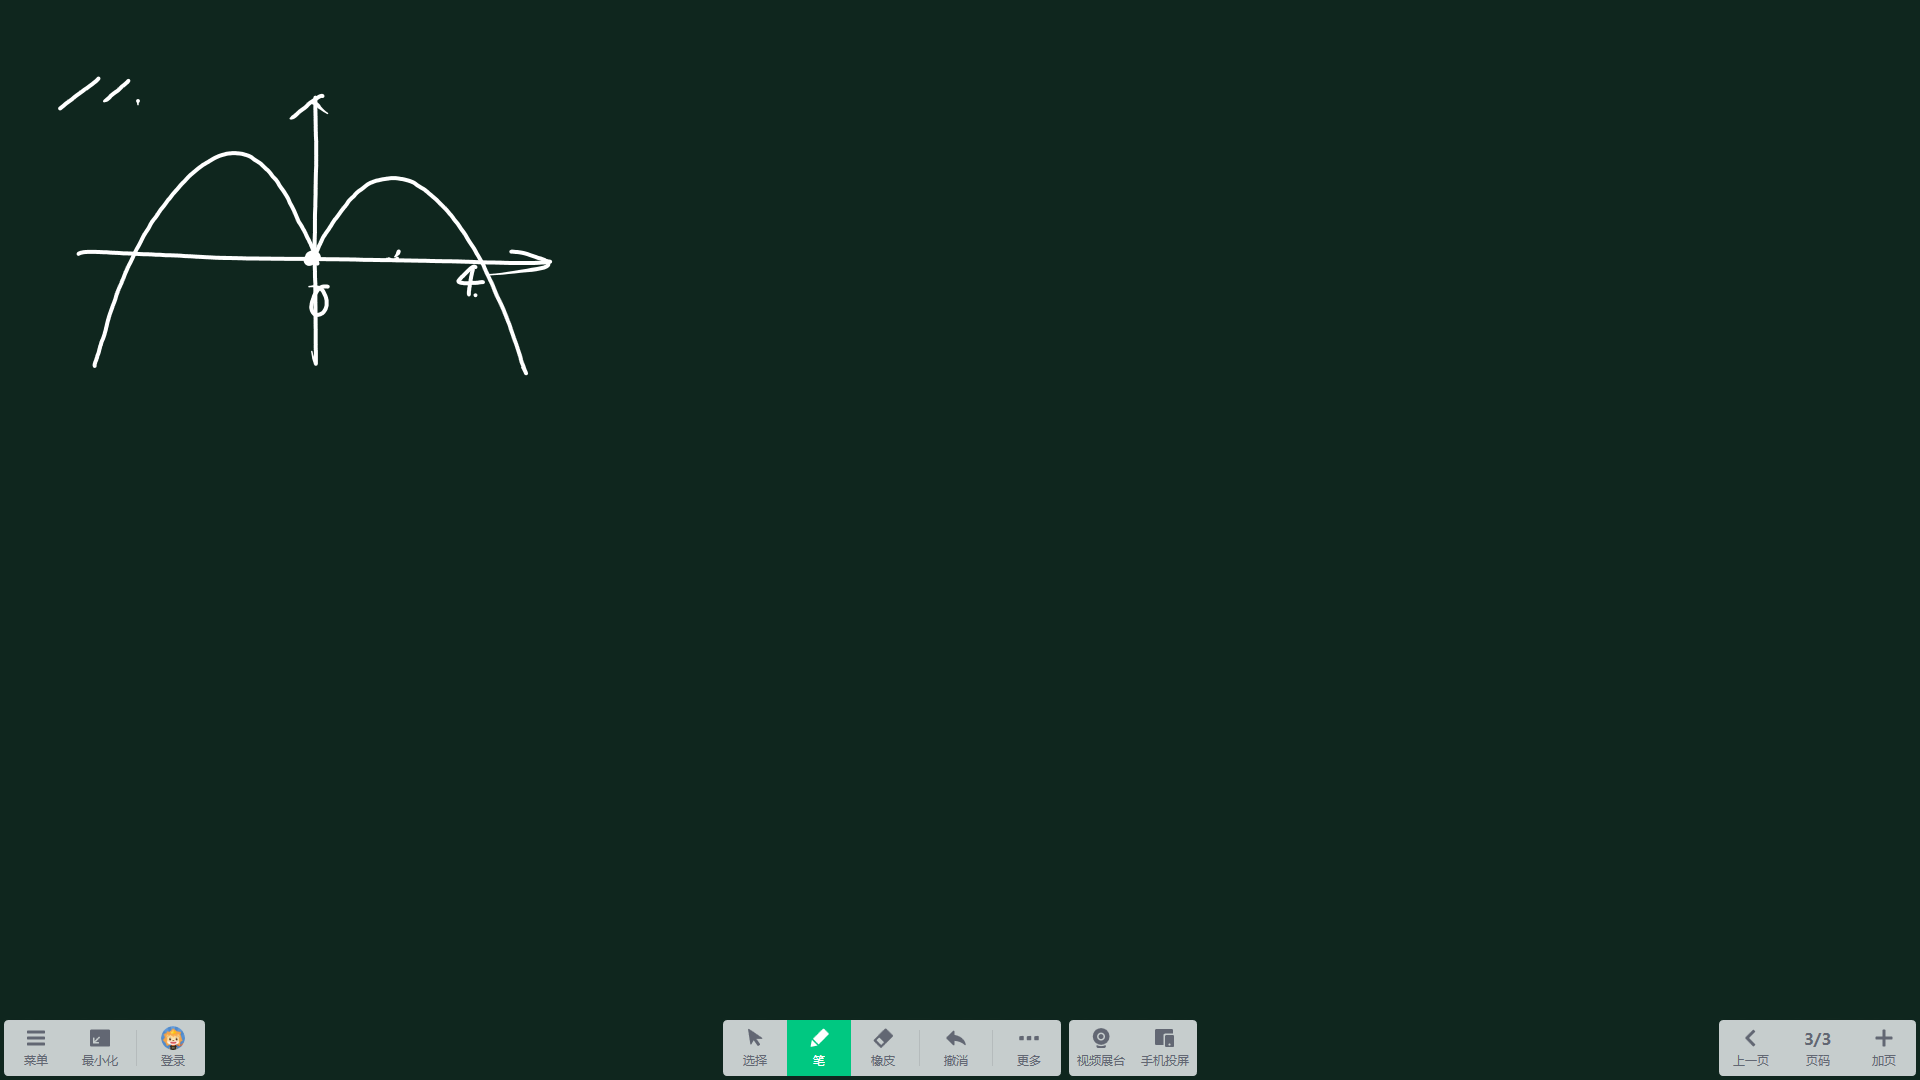 11.
4.
0
菜单 最小化 登录 选择 笔 橡皮 撤消 更多 视频展台 手机投屏 上一页 3/3 页码 加页